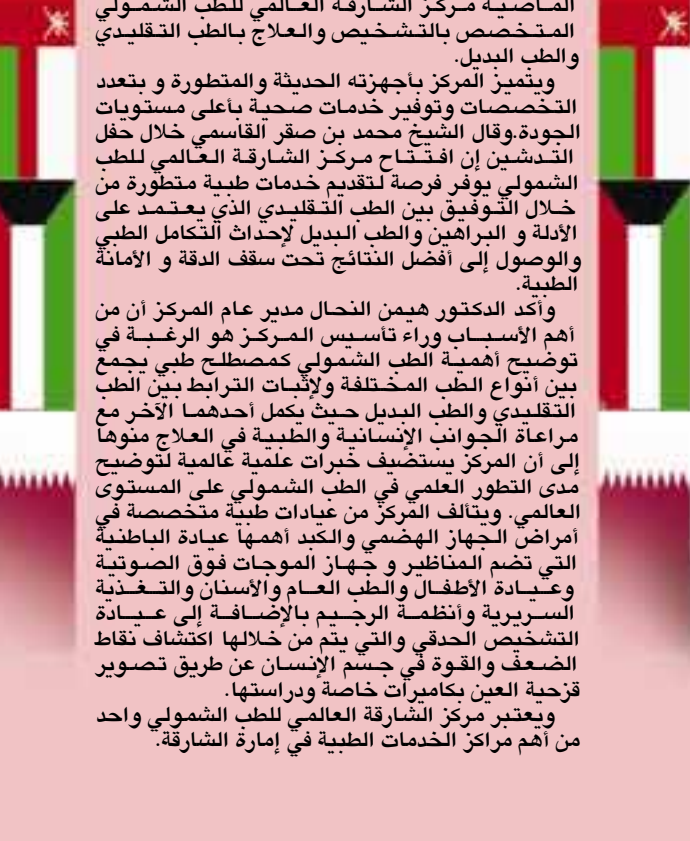 الماضية مركز الشارقة العالمي للطب الشمولي
المتخصص بالتشخيص والعلاج بالطب التقليدي
والطب البديل.
ويتميز المركز بأجهزته الحديثة والمتطورة و بتعدد
التخصصات وتوفير خدمات صحية بأعلى مستويات
الجودة.وقال الشيخ محمد بن صقر القاسمي خلال حفل
التدشين إن افتتاح مركز الشارقة العالمي للطب
الشمولي يوفر فرصة لتقديم خدمات طبية متطورة من
خلال التوفيق بين الطب التقليدي الذي يعتمد على
الأدلة و البراهين والطب البديل لإحداث التكامل الطبي
والوصول إلى أفضل النتائج تحت سقف الدقة و الأمانة
الطبية.
وأكد الدكتور هيمن النحال مدير عام المركز أن من
أهم الأسباب وراء تأسيس المركز هو الرغبة في
توضيح أهمية الطب الشمولي كمصطلح طبي يجمع
بين أنواع الطب المختلفة ولإثبات الترابط بين الطب
التقليدي والطب البديل حيث يكمل أحدهما الآخر مع
مراعاة الجوانب الإنسانية والطبية في العلاج منوها
إلى أن المركز يستضيف خبرات علمية عالمية لتوضيح
مدى التطور العلمي في الطب الشمولي على المستوى
العالمي. ويتألف المركز من عيادات طبية متخصصة في
أمراض الجهاز الهضمي والكبد أهمها عيادة الباطنية
التي تضم المناظير و جهاز الموجات فوق الصوتية
وعيادة الأطفال والطب العام والأسنان والتغذية
السريرية وأنظمة الرجيم بالإضافة إلى عيادة
التشخيص الحدقي والتي يتم من خلالها اكتشاف نقاط
الضعف والقوة في جسم الإنسان عن طريق تصوير
قزحية العين بكاميرات خاصة ودراستها.
ويعتبر مركز الشارقة العالمي للطب الشمولي واحد
من أهم مراكز الخدمات الطبية في إمارة الشارقة.